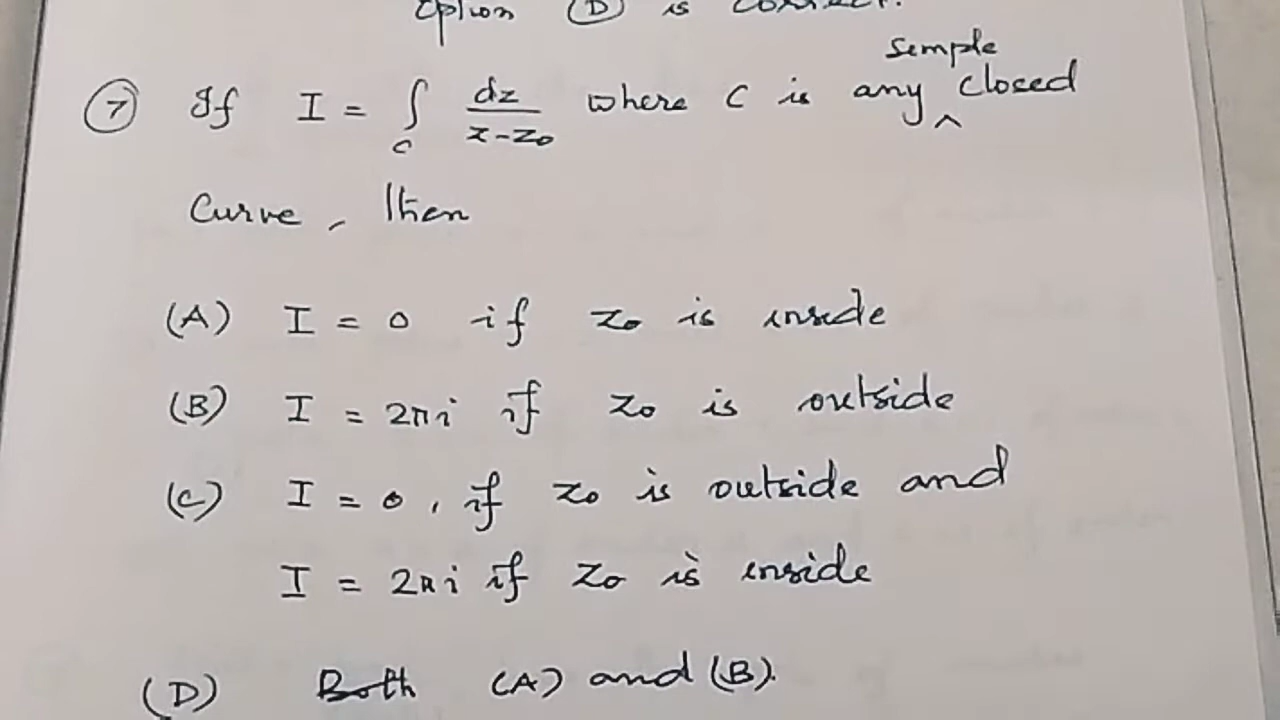 Option (D) is correct.
(7) If I = ∫_C dz/(z-z₀) where C is any simple closed
Curve, then
(A) I = 0 if z₀ is inside
(B) I = 2πi if z₀ is outside
(C) I = 0, if z₀ is outside and
I = 2πi if z₀ is inside
(D) Both (A) and (B).